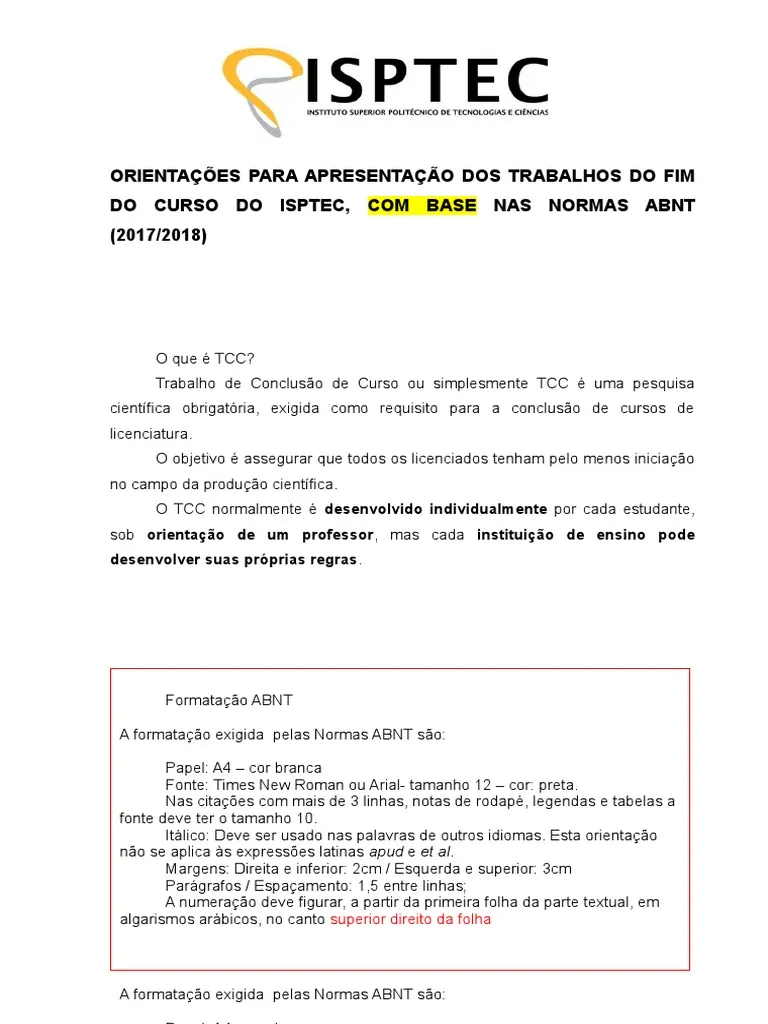 ISPTEC
INSTITUTO SUPERIOR POLITÉCNICO DE TECNOLOGIAS E CIÊNCIAS
ORIENTAÇÕES PARA APRESENTAÇÃO DOS TRABALHOS DO FIM
DO CURSO DO ISPTEC, COM BASE NAS NORMAS ABNT
(2017/2018)
O que é TCC?
Trabalho de Conclusão de Curso ou simplesmente TCC é uma pesquisa
científica obrigatória, exigida como requisito para a conclusão de cursos de
licenciatura.
O objetivo é assegurar que todos os licenciados tenham pelo menos iniciação
no campo da produção científica.
O TCC normalmente é desenvolvido individualmente por cada estudante,
sob orientação de um professor, mas cada instituição de ensino pode
desenvolver suas próprias regras.
Formatação ABNT
A formatação exigida pelas Normas ABNT são:
Papel: A4 – cor branca
Fonte: Times New Roman ou Arial- tamanho 12 – cor: preta.
Nas citações com mais de 3 linhas, notas de rodapé, legendas e tabelas a
fonte deve ter o tamanho 10.
Itálico: Deve ser usado nas palavras de outros idiomas. Esta orientação
não se aplica às expressões latinas apud e et al.
Margens: Direita e inferior: 2cm / Esquerda e superior: 3cm
Parágrafos / Espaçamento: 1,5 entre linhas;
A numeração deve figurar, a partir da primeira folha da parte textual, em
algarismos arábicos, no canto superior direito da folha
A formatação exigida pelas Normas ABNT são: